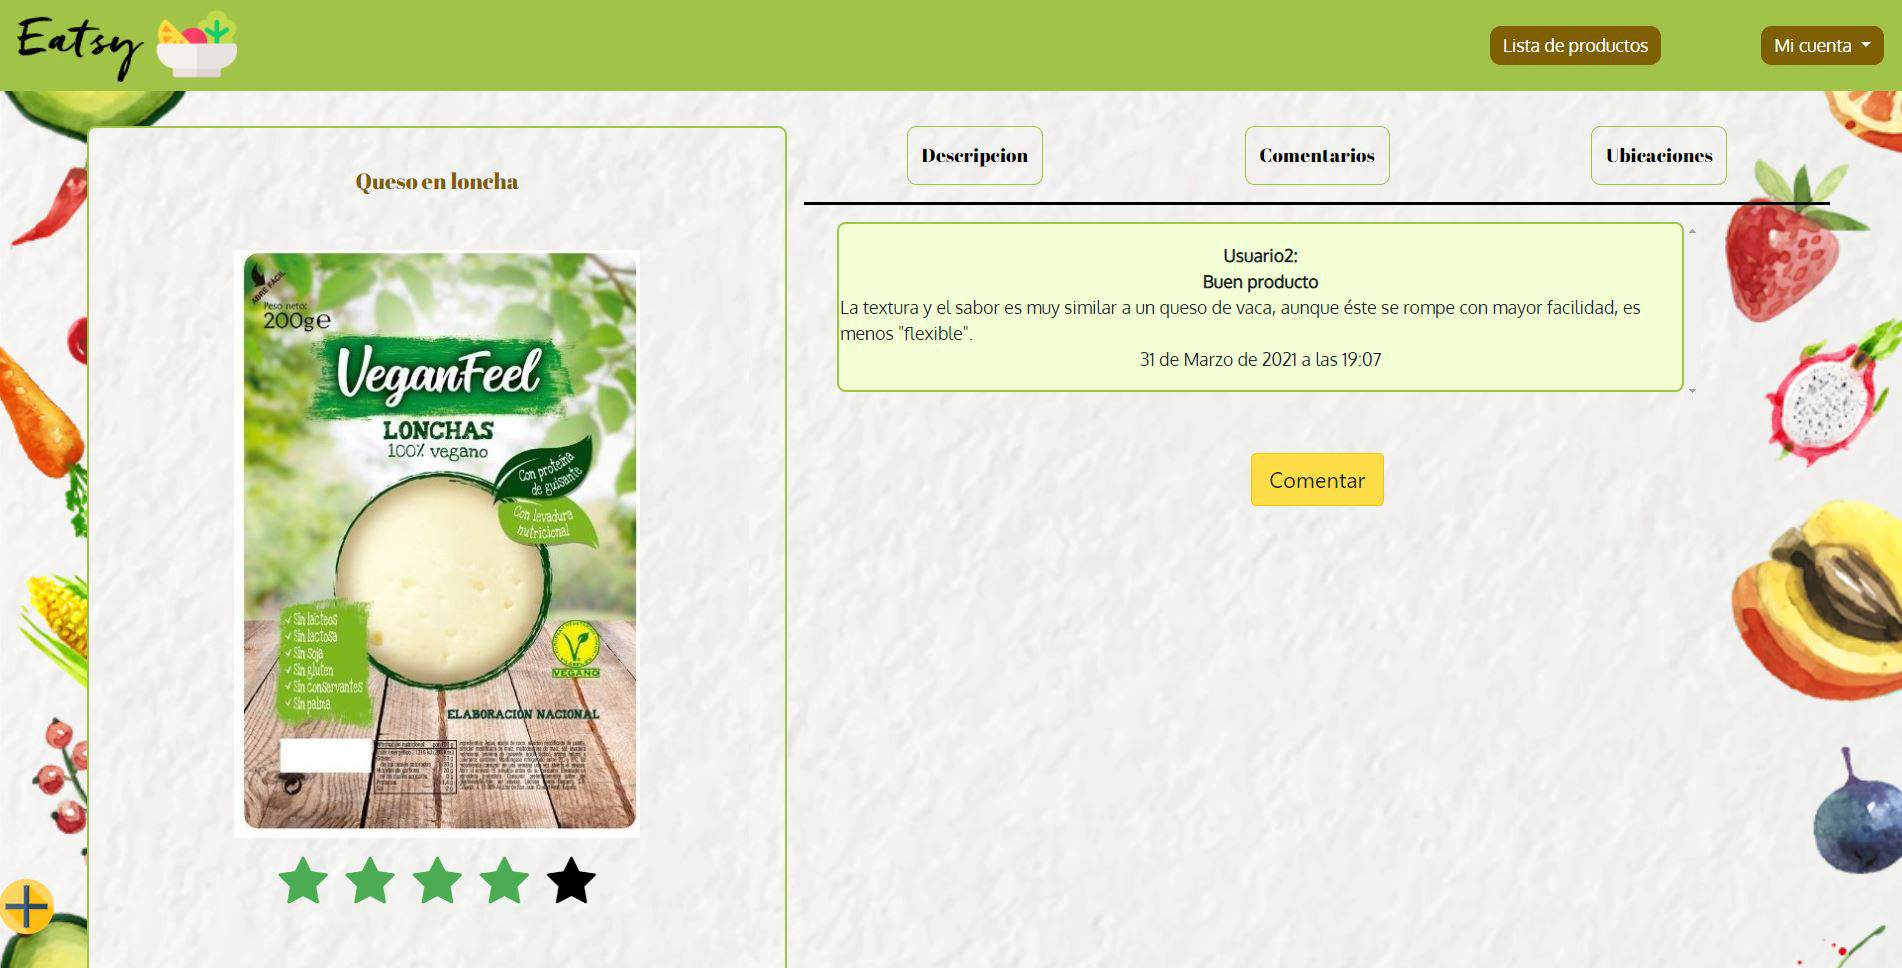 Eatsy
Lista de productos
Mi cuenta
Queso en loncha
ABRE FÁCIL
Peso neto:
200g e
VeganFeel
LONCHAS
100% vegano
Con proteína
de guisante
Con levadura
nutricional
✓ Sin lácteos
✓ Sin lactosa
✓ Sin soja
✓ Sin gluten
✓ Sin conservantes
✓ Sin palma
VEGANO
ELABORACIÓN NACIONAL
Descripcion
Comentarios
Ubicaciones
Usuario2:
Buen producto
La textura y el sabor es muy similar a un queso de vaca, aunque éste se rompe con mayor facilidad, es
menos "flexible".
31 de Marzo de 2021 a las 19:07
Comentar